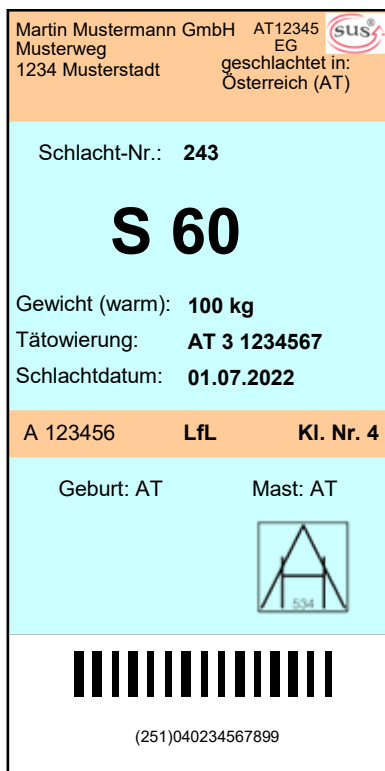 Martin Mustermann GmbH
Musterweg
1234 Musterstadt
AT12345
EG
geschlachtet in:
Österreich (AT)
sus
Schlacht-Nr.: 243
S 60
Gewicht (warm): 100 kg
Tätowierung: AT 3 1234567
Schlachtdatum: 01.07.2022
A 123456 LfL Kl. Nr. 4
Geburt: AT Mast: AT
534
(251)040234567899